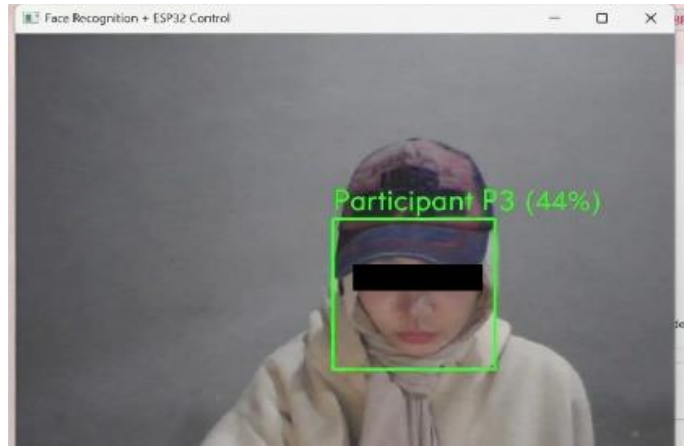 Face Recognition + ESP32 Control
Participant P3 (44%)